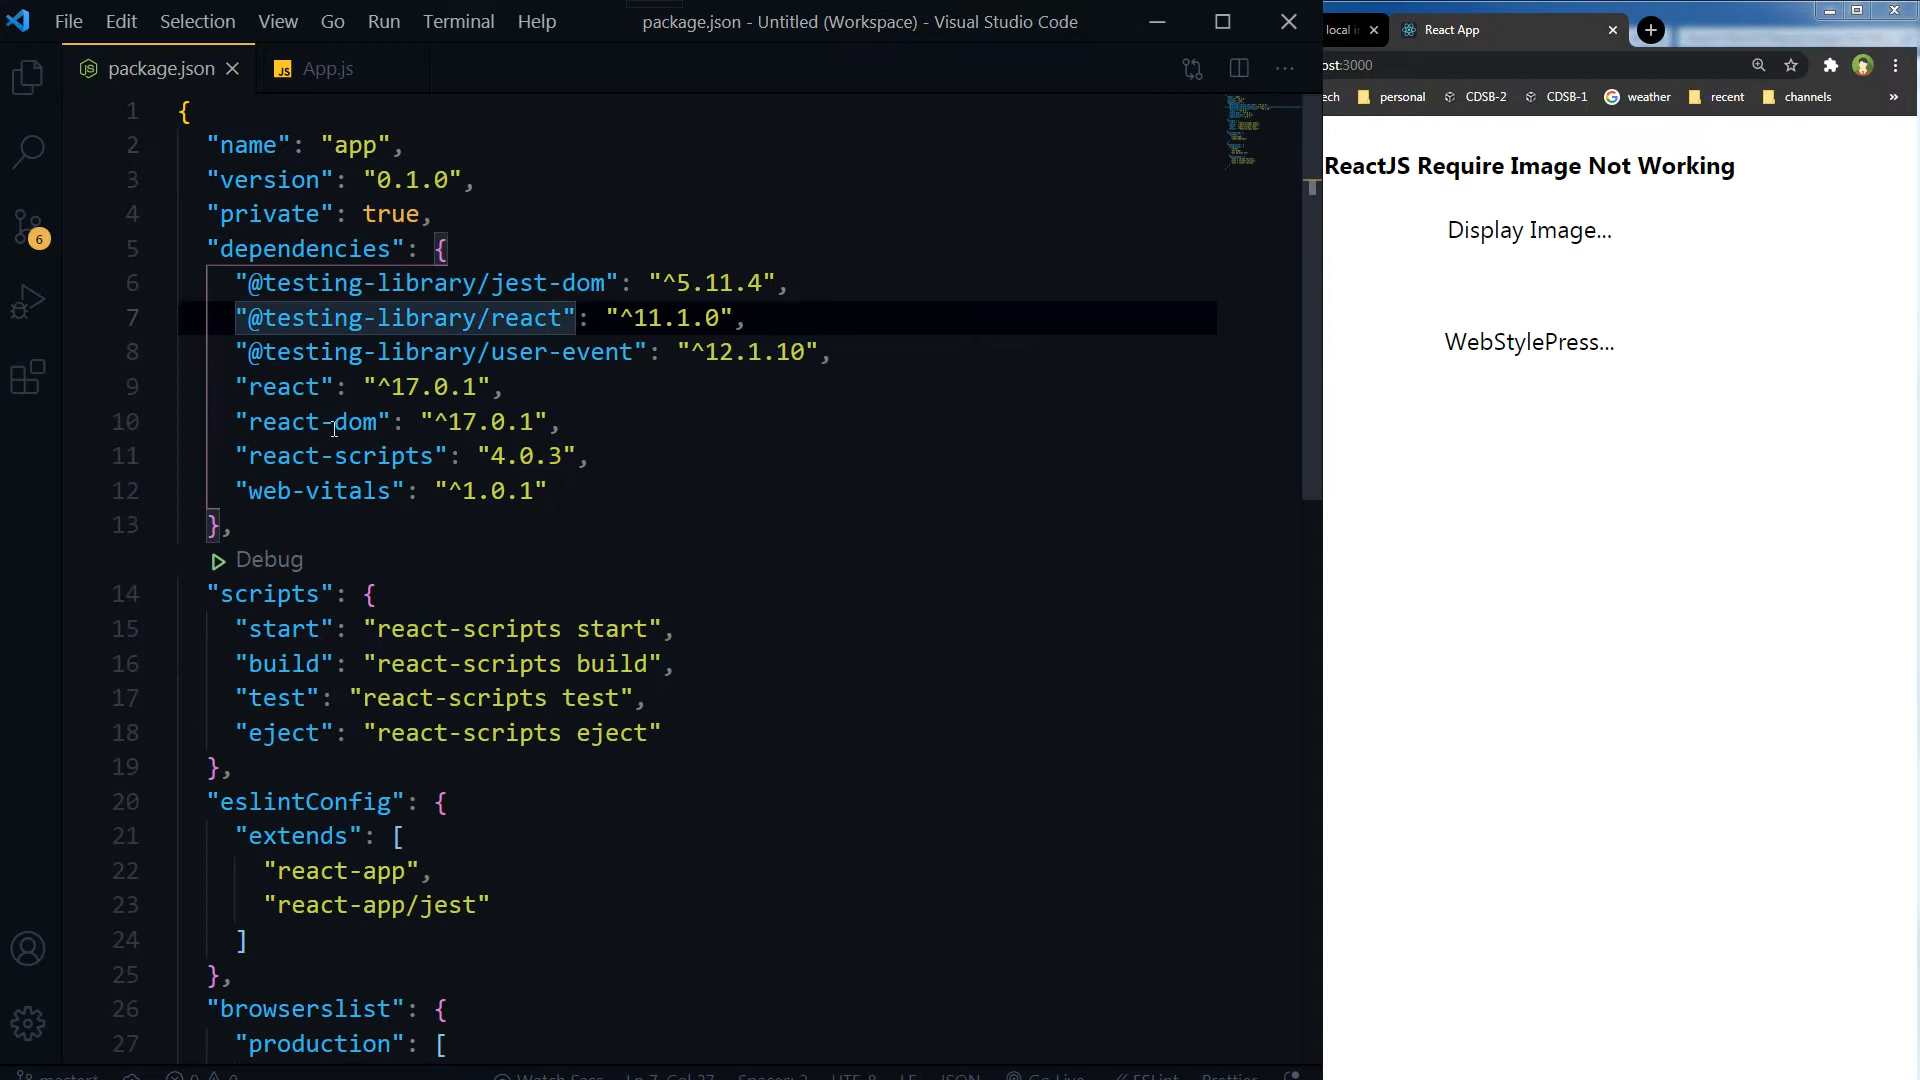 File Edit Selection View Go Run Terminal Help package.json - Untitled (Workspace) - Visual Studio Code
package.json App.js
1 {
2 "name": "app",
3 "version": "0.1.0",
4 "private": true,
5 "dependencies": {
6 "@testing-library/jest-dom": "^5.11.4",
7 "@testing-library/react": "^11.1.0",
8 "@testing-library/user-event": "^12.1.10",
9 "react": "^17.0.1",
10 "react-dom": "^17.0.1",
11 "react-scripts": "4.0.3",
12 "web-vitals": "^1.0.1"
13 },
Debug
14 "scripts": {
15 "start": "react-scripts start",
16 "build": "react-scripts build",
17 "test": "react-scripts test",
18 "eject": "react-scripts eject"
19 },
20 "eslintConfig": {
21 "extends": [
22 "react-app",
23 "react-app/jest"
24 ]
25 },
26 "browserslist": {
27 "production": [
6
local i React App
ost:3000
ech personal CDSB-2 CDSB-1 weather recent channels »
ReactJS Require Image Not Working
Display Image...
WebStylePress...